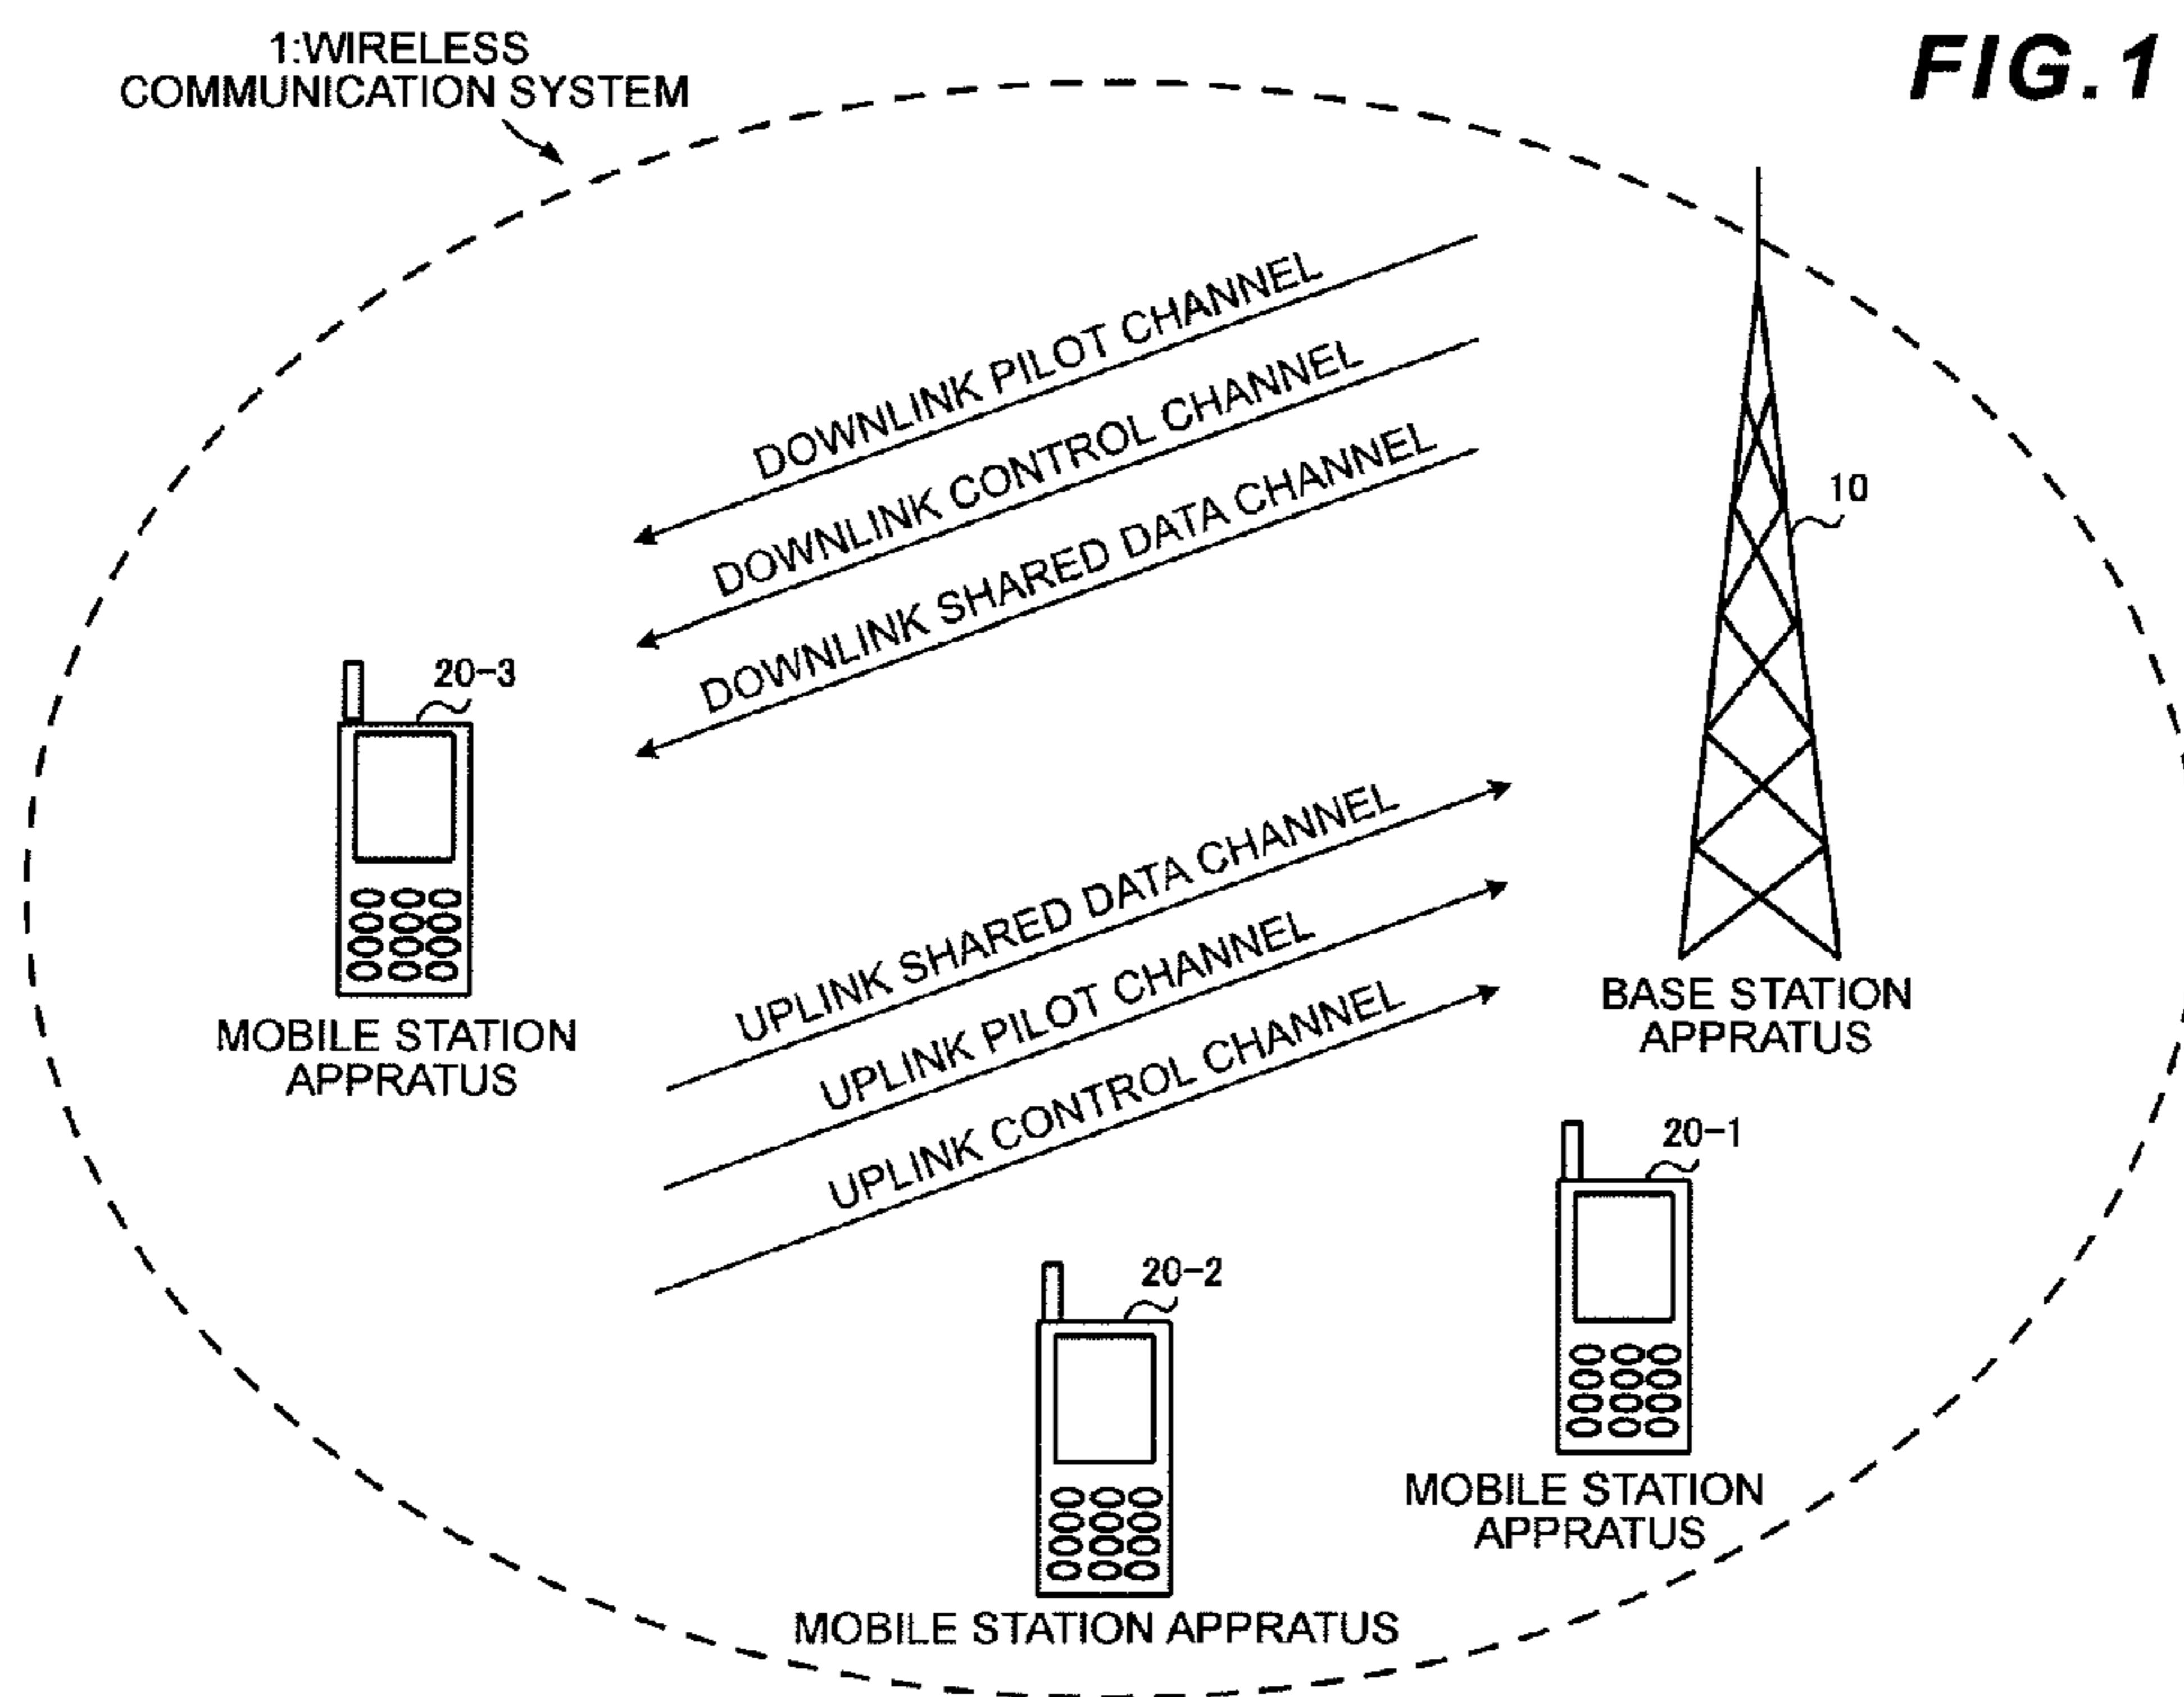 1:WIRELESS
COMMUNICATION SYSTEM
FIG.1
DOWNLINK PILOT CHANNEL
DOWNLINK CONTROL CHANNEL
DOWNLINK SHARED DATA CHANNEL
10
20-3
MOBILE STATION
APPRATUS
UPLINK SHARED DATA CHANNEL
UPLINK PILOT CHANNEL
UPLINK CONTROL CHANNEL
BASE STATION
APPRATUS
20-1
MOBILE STATION
APPRATUS
20-2
MOBILE STATION APPRATUS